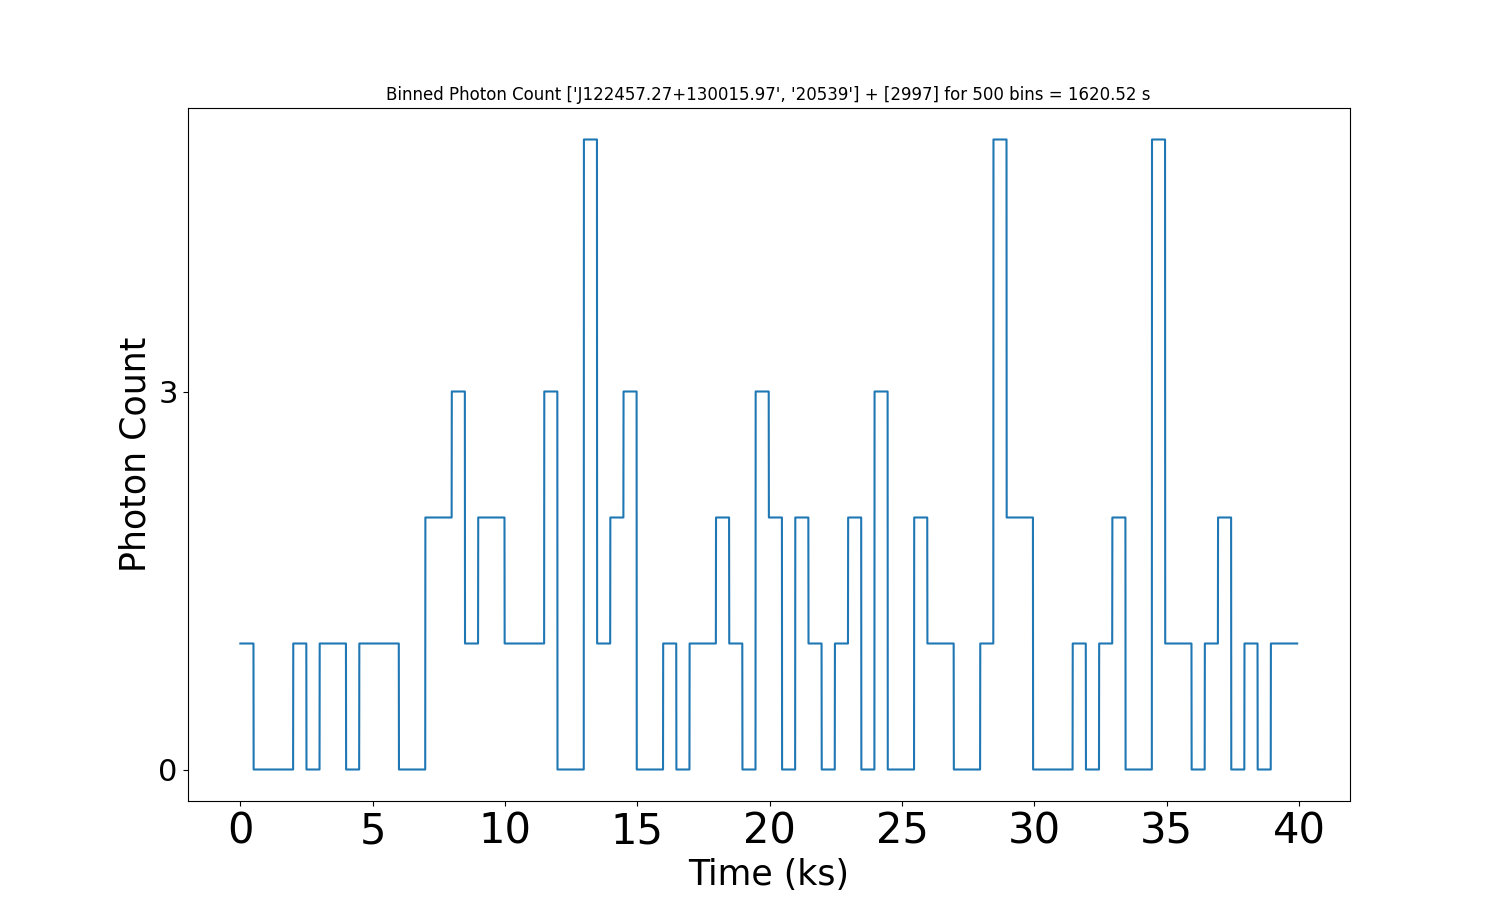 Binned Photon Count ['J122457.27+130015.97', '20539'] + [2997] for 500 bins = 1620.52 s
Photon Count
3
0
0 5 10 15 20 25 30 35 40
Time (ks)